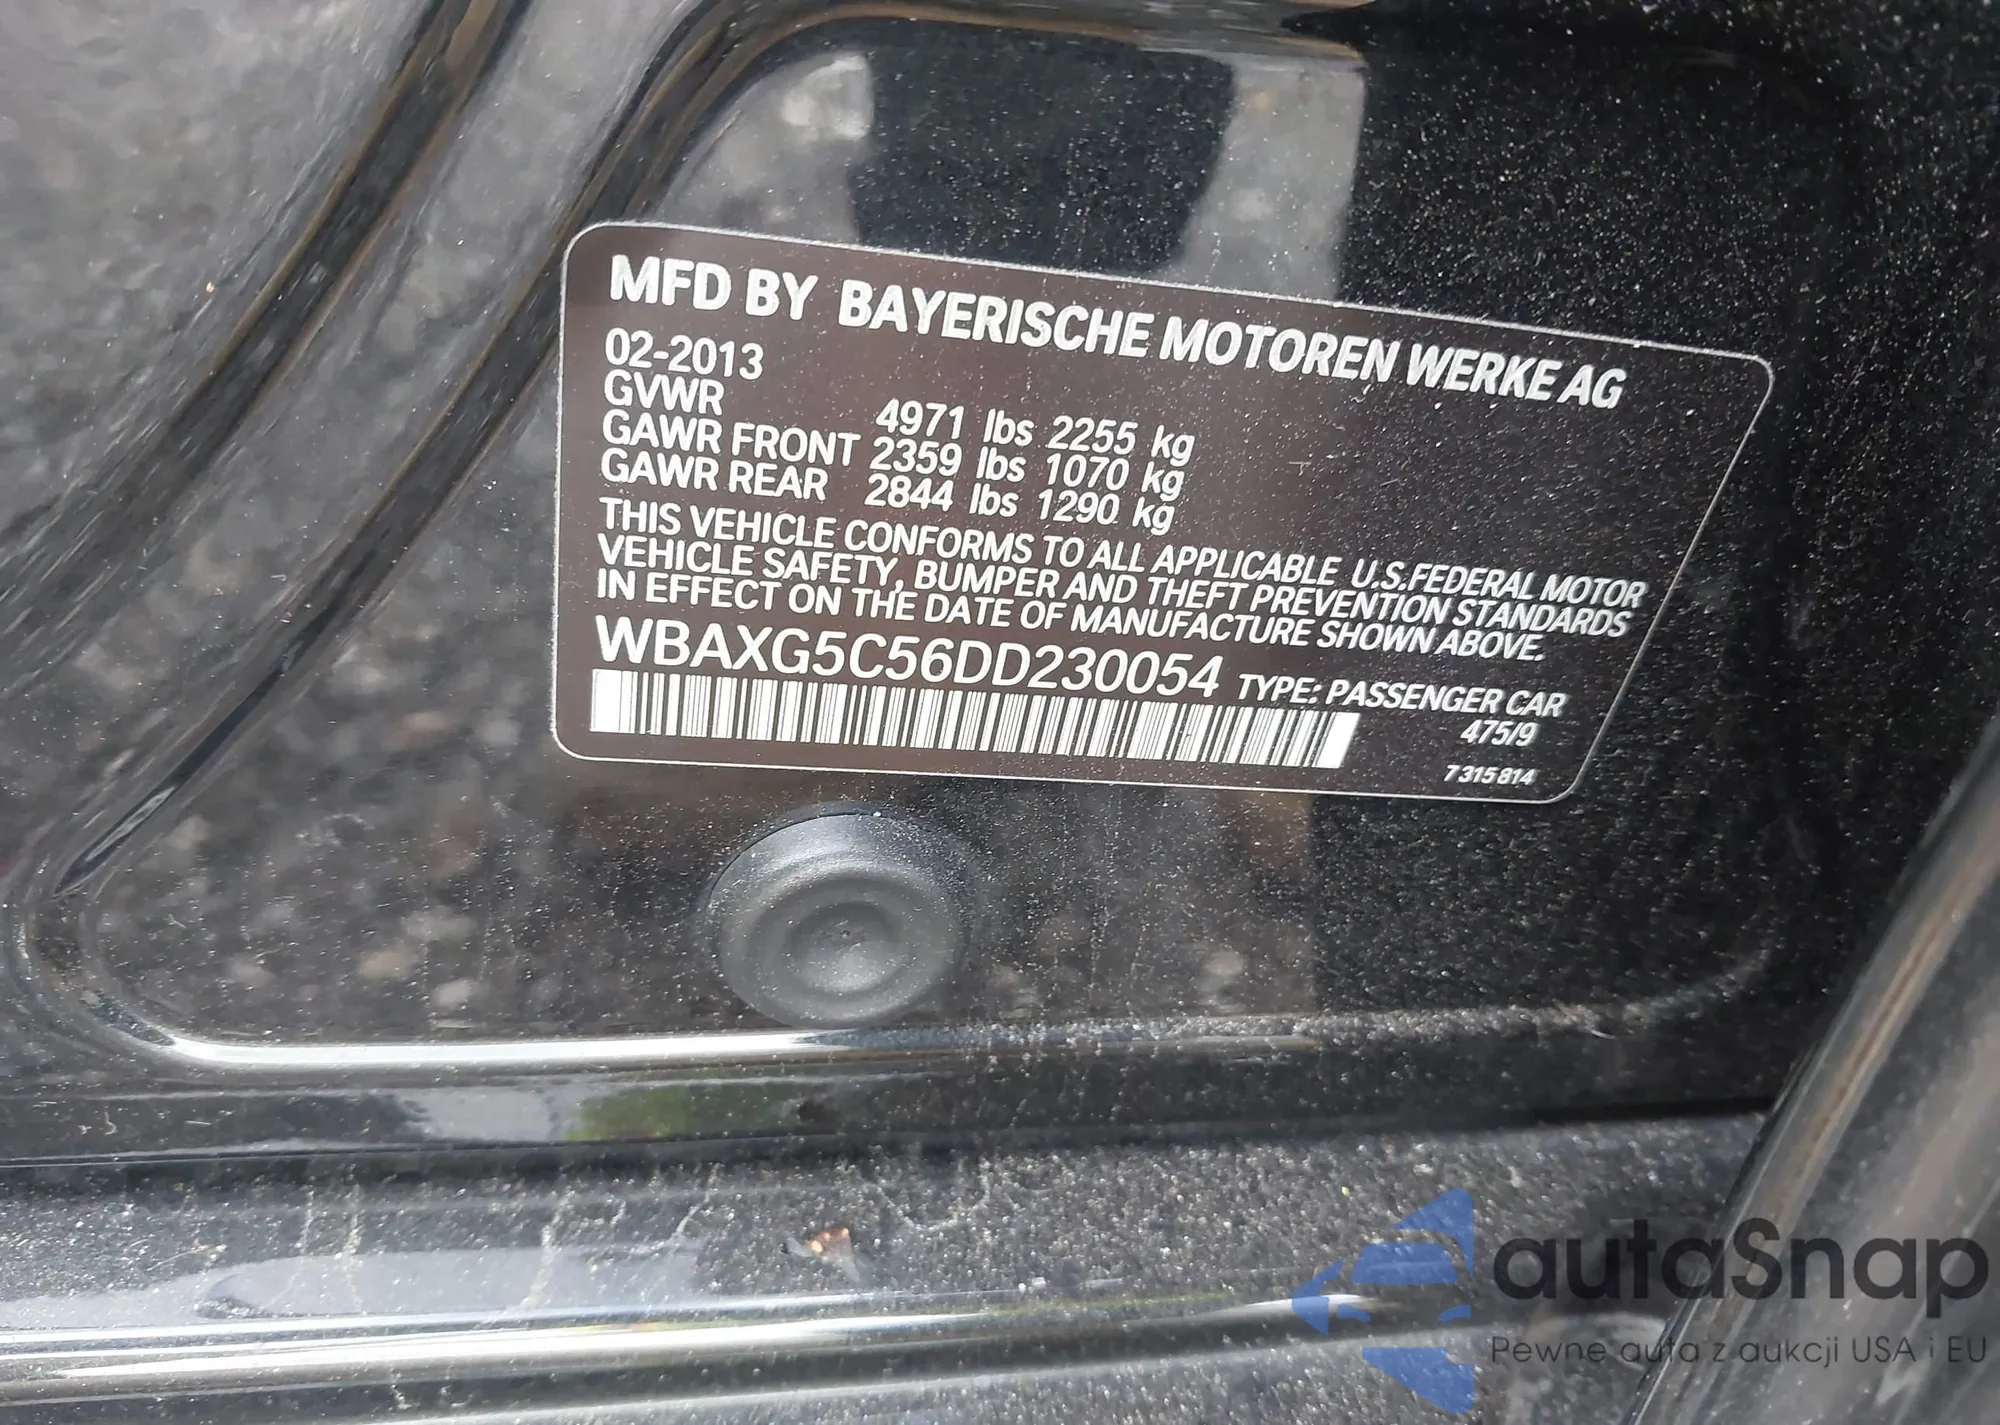 MFD BY BAYERISCHE MOTOREN WERKE AG
02-2013
GVWR 4971 lbs 2255 kg
GAWR FRONT 2359 lbs 1070 kg
GAWR REAR 2844 lbs 1290 kg
THIS VEHICLE CONFORMS TO ALL APPLICABLE U.S.FEDERAL MOTOR
VEHICLE SAFETY, BUMPER AND THEFT PREVENTION STANDARDS
IN EFFECT ON THE DATE OF MANUFACTURE SHOWN ABOVE.
WBAXG5C56DD230054 TYPE: PASSENGER CAR
475/9
7 315 814
autaSnap
Pewne auta z aukcji USA i EU